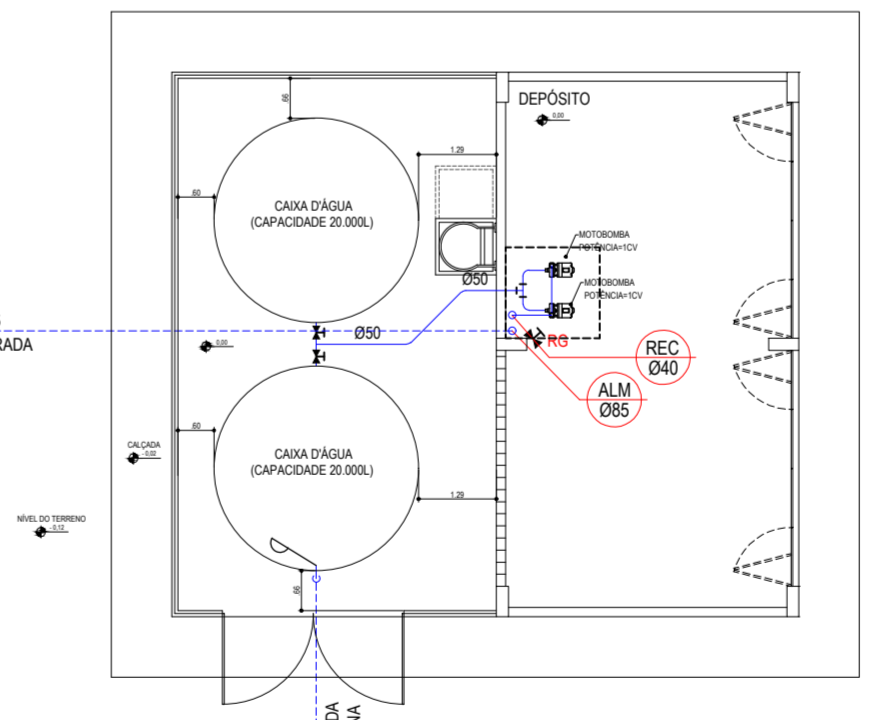 .66
DEPÓSITO
0,00
1.29
.60
CAIXA D'ÁGUA
(CAPACIDADE 20.000L)
MOTOBOMBA
POTÊNCIA=1CV
Ø50
MOTOBOMBA
POTÊNCIA=1CV
Ø50
RADA
0,00
RG
REC
Ø40
ALM
Ø85
.60
CALÇADA
-0,02
CAIXA D'ÁGUA
(CAPACIDADE 20.000L)
1.29
NÍVEL DO TERRENO
-0,12
.66
DA
NA